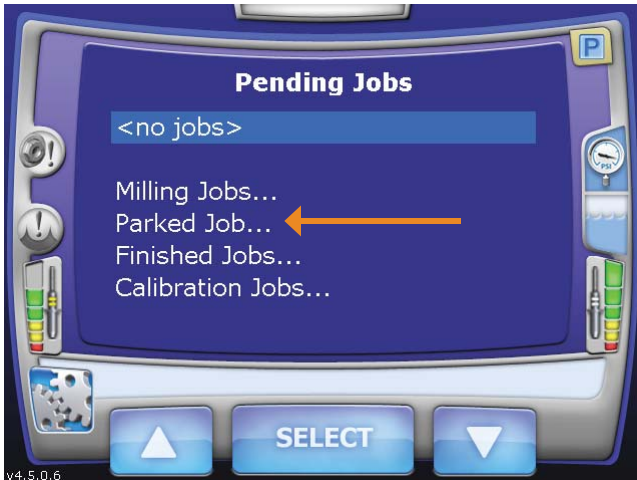 P
Pending Jobs
<no jobs>
Milling Jobs...
Parked Job...
Finished Jobs...
Calibration Jobs...
PSI
SELECT
v4.5.0.6